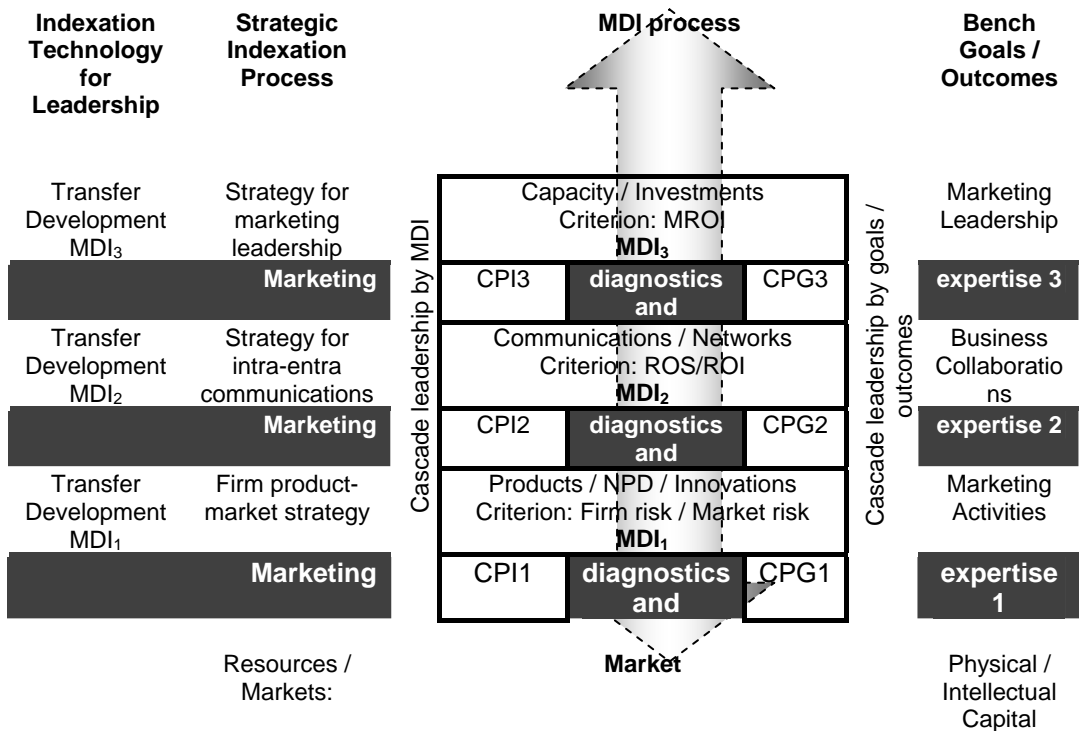 Indexation
Technology
for
Leadership
Strategic
Indexation
Process
MDI process
Bench
Goals /
Outcomes
Transfer
Development
MDI₃
Strategy for
marketing
leadership
Cascade leadership by MDI
Capacity / Investments
Criterion: MROI
MDI₃
Cascade leadership by goals /
outcomes
Marketing
Leadership
Marketing
CPI3
diagnostics
and
CPG3
expertise 3
Transfer
Development
MDI₂
Strategy for
intra-entra
communications
Communications / Networks
Criterion: ROS/ROI
MDI₂
Business
Collaboratio
ns
Marketing
CPI2
diagnostics
and
CPG2
expertise 2
Transfer
Development
MDI₁
Firm product-
market strategy
Products / NPD / Innovations
Criterion: Firm risk / Market risk
MDI₁
Marketing
Activities
Marketing
CPI1
diagnostics
and
CPG1
expertise
1
Resources /
Markets:
Market
Physical /
Intellectual
Capital